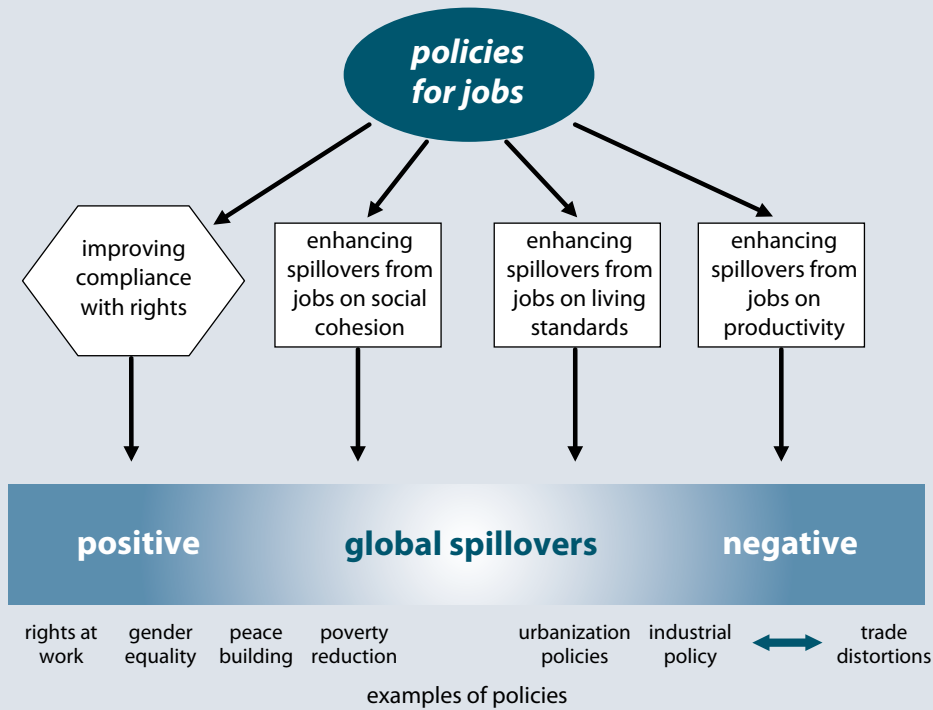 policies
for jobs
improving
compliance
with rights
enhancing
spillovers from
jobs on social
cohesion
enhancing
spillovers from
jobs on living
standards
enhancing
spillovers from
jobs on
productivity
positive
global spillovers
negative
rights at
work
gender
equality
peace
building
poverty
reduction
urbanization
policies
industrial
policy
trade
distortions
examples of policies